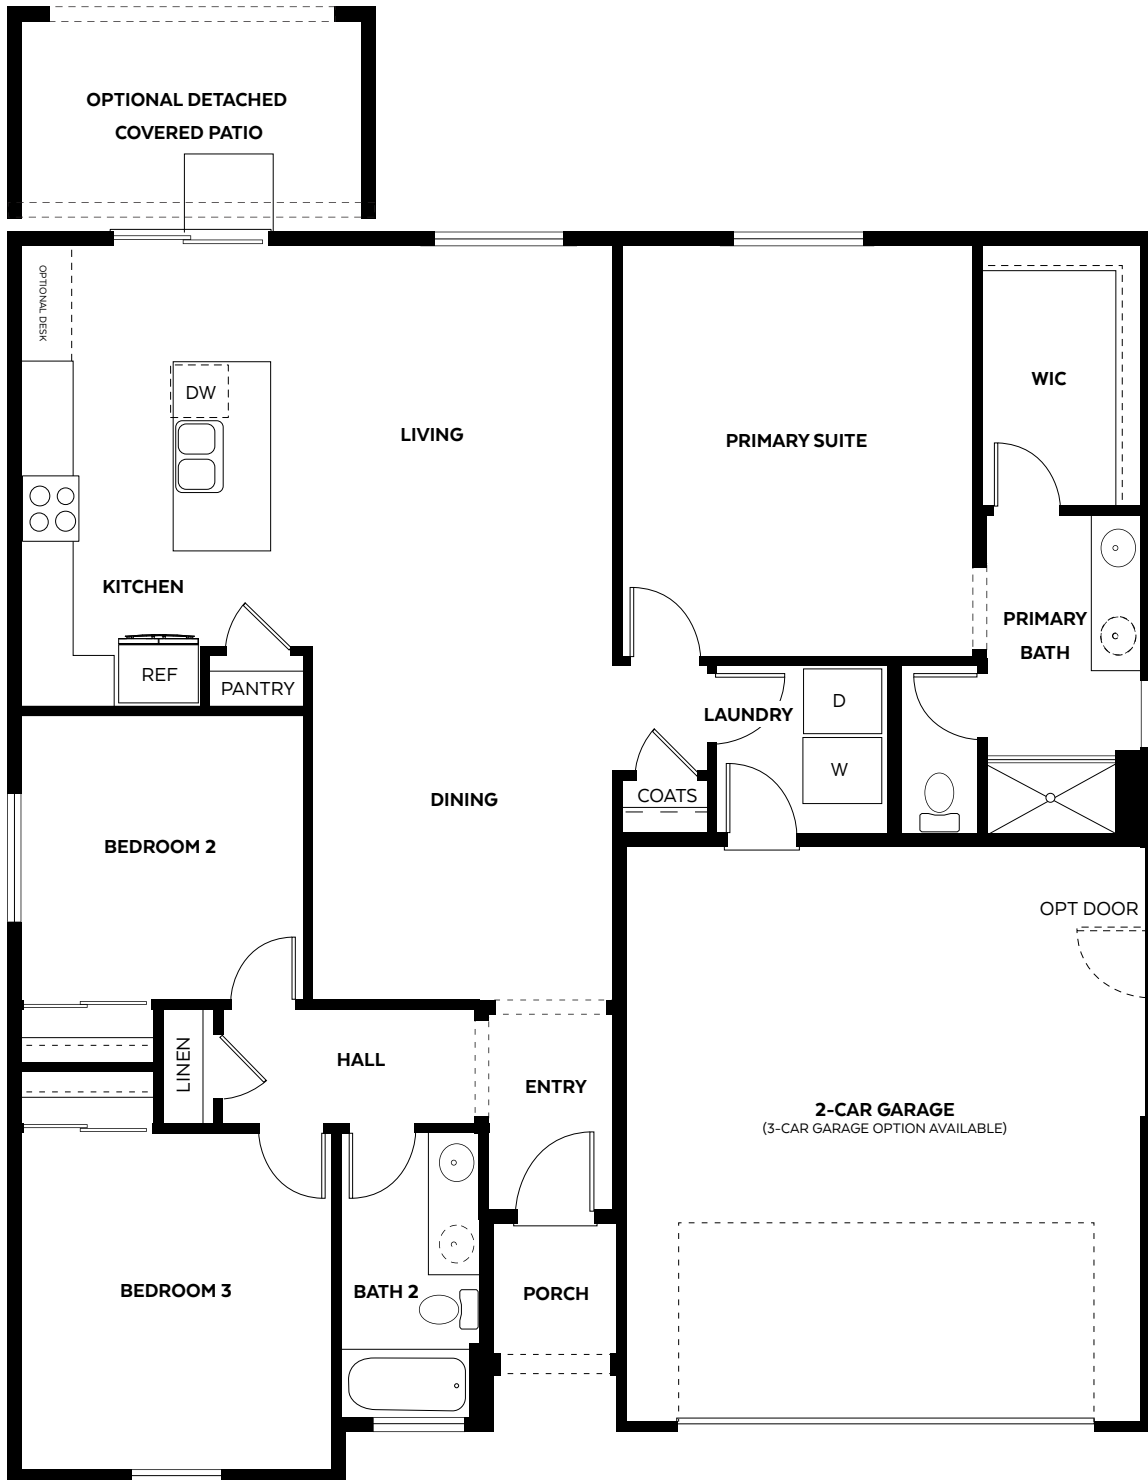 OPTIONAL DETACHED
COVERED PATIO
OPTIONAL DESK
DW
LIVING
PRIMARY SUITE
WIC
KITCHEN
REF
PANTRY
PRIMARY
BATH
LAUNDRY
D
W
COATS
DINING
BEDROOM 2
OPT DOOR
LINEN
HALL
ENTRY
2-CAR GARAGE
(3-CAR GARAGE OPTION AVAILABLE)
BEDROOM 3
BATH 2
PORCH